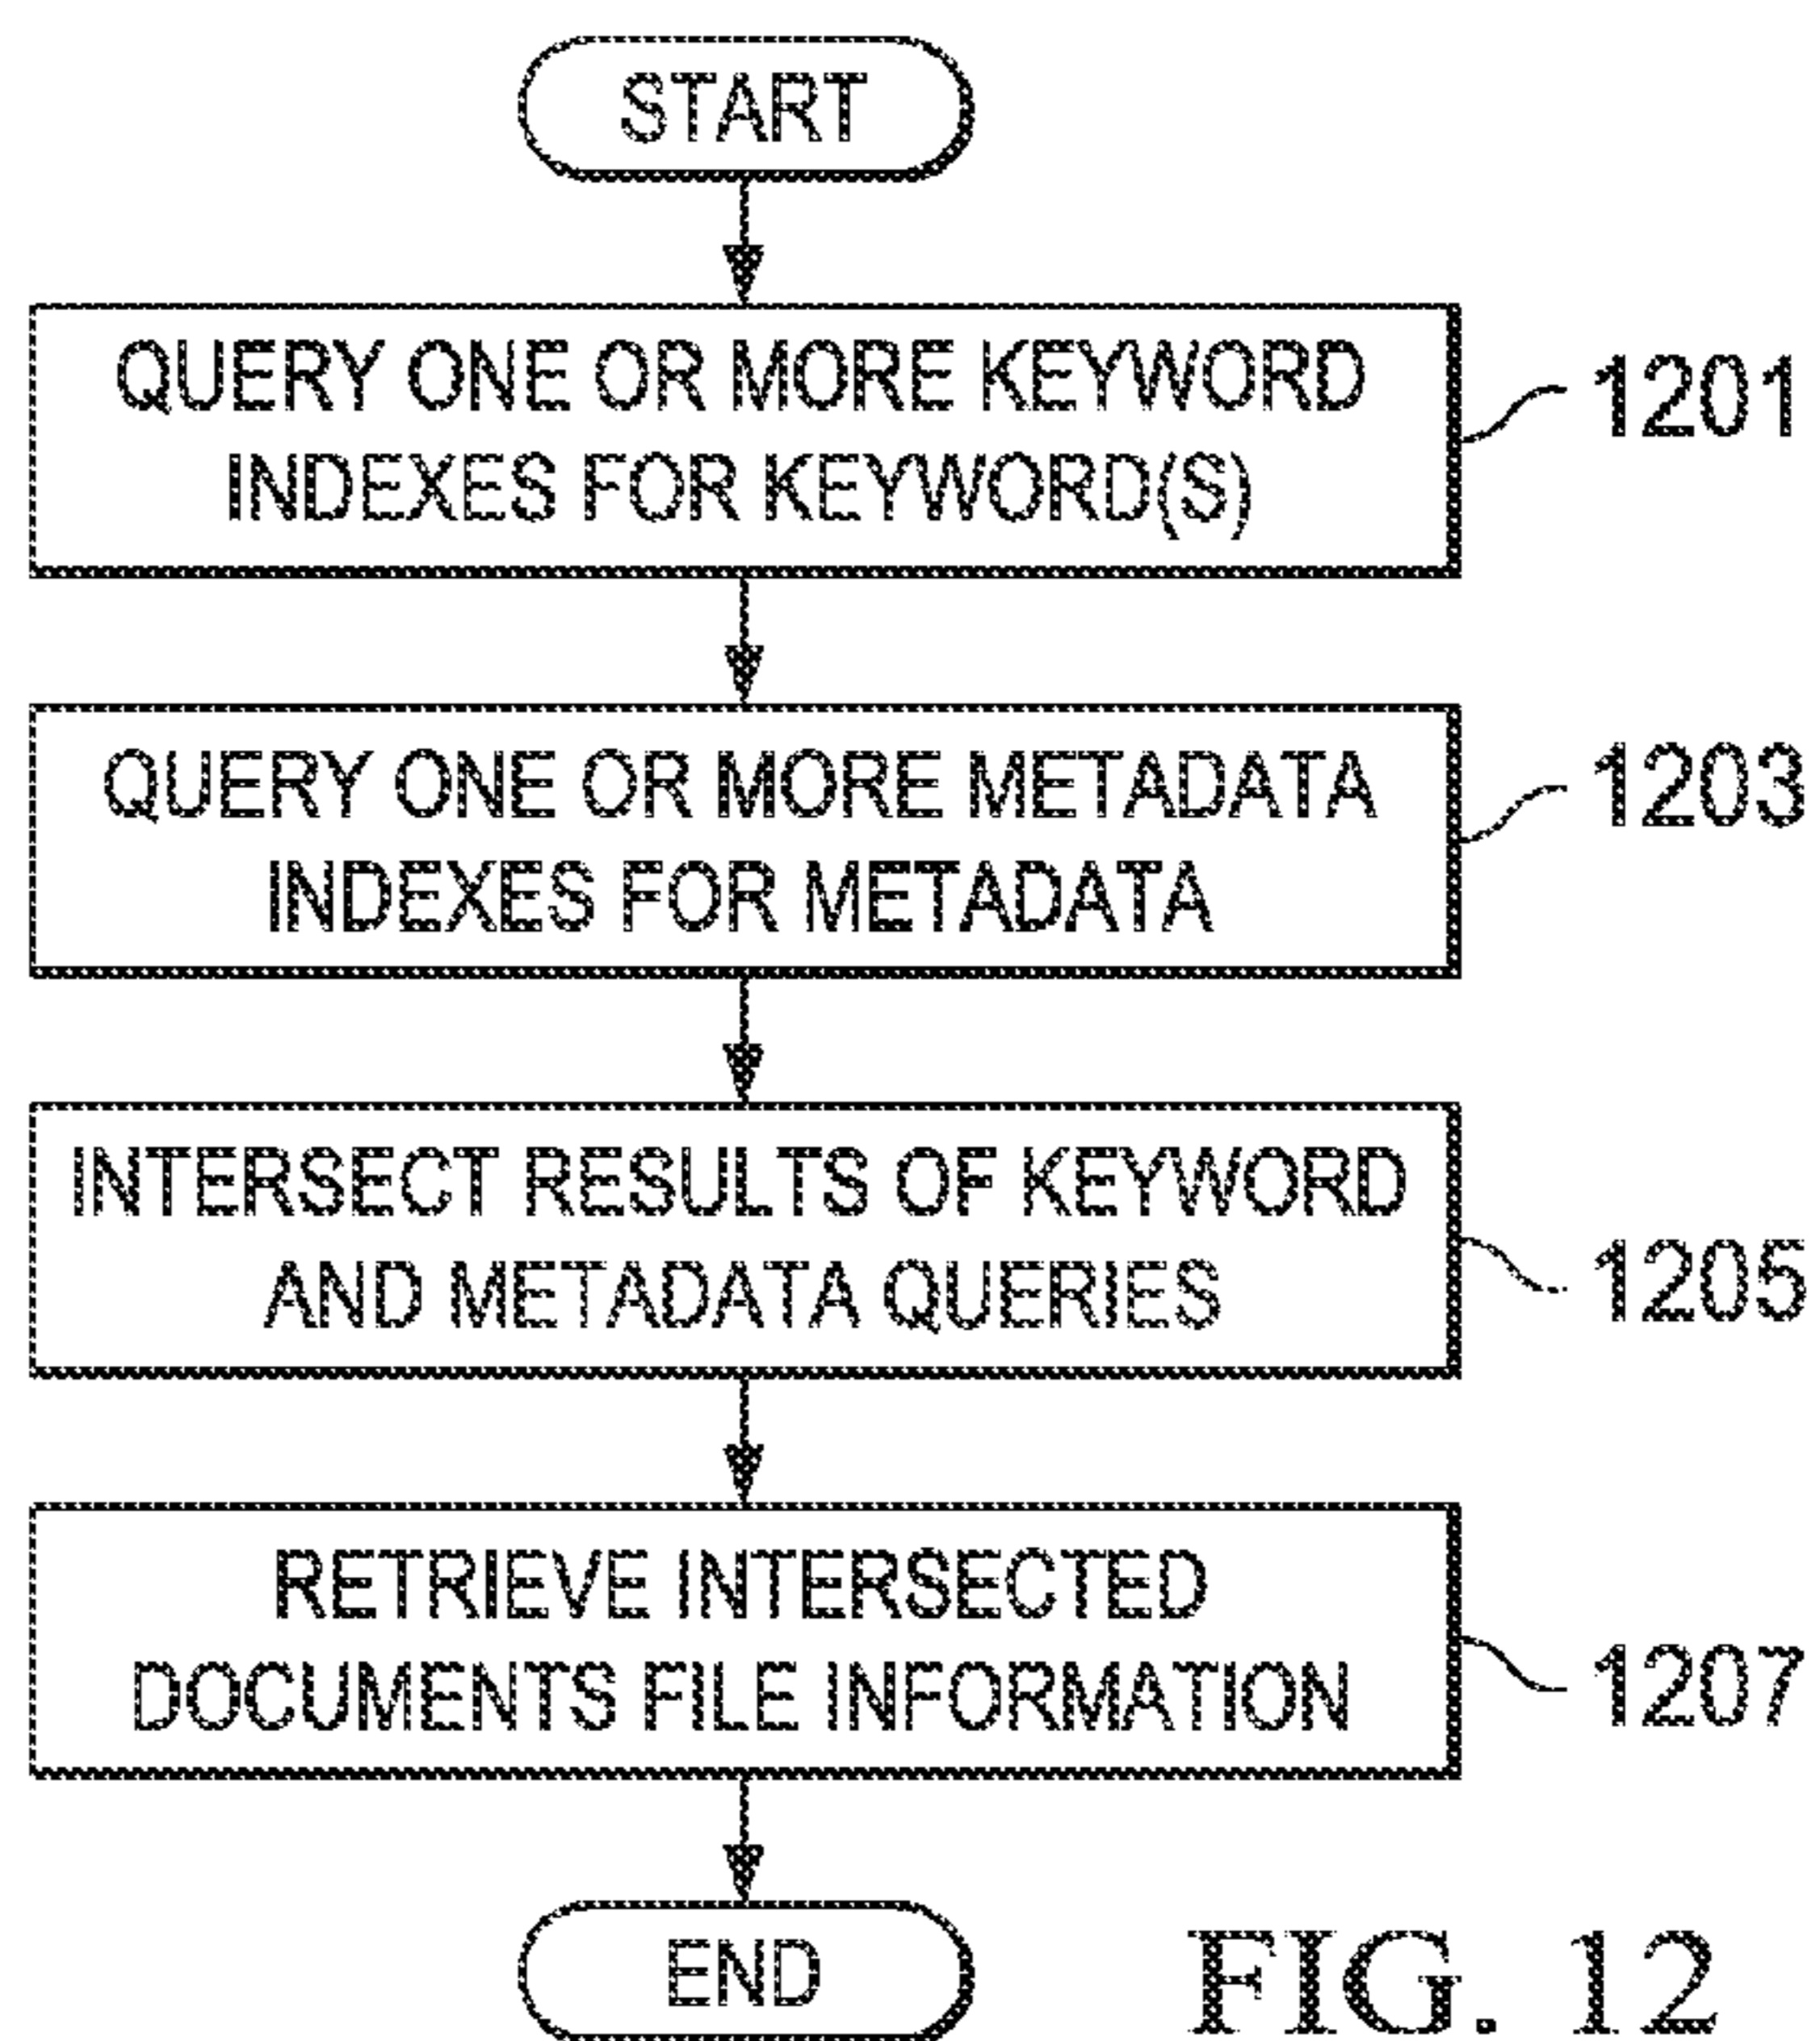 START
QUERY ONE OR MORE KEYWORD
INDEXES FOR KEYWORD(S)
1201
QUERY ONE OR MORE METADATA
INDEXES FOR METADATA
1203
INTERSECT RESULTS OF KEYWORD
AND METADATA QUERIES
1205
RETRIEVE INTERSECTED
DOCUMENTS FILE INFORMATION
1207
END
FIG. 12